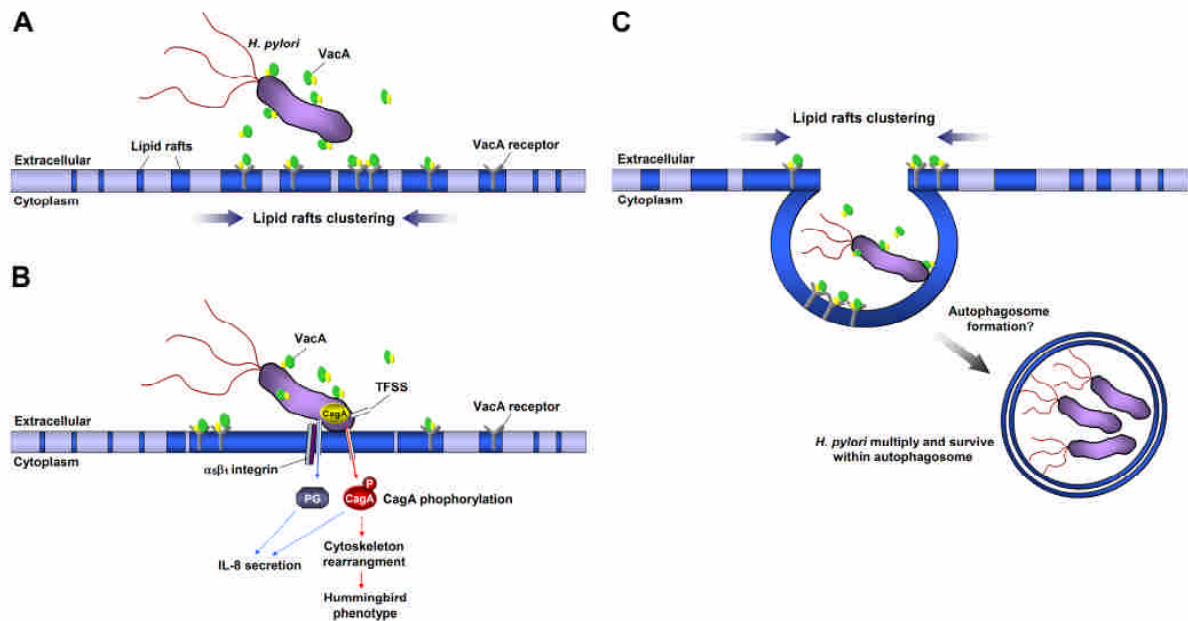 A
H. pylori
VacA
Extracellular
Lipid rafts
VacA receptor
Cytoplasm
Lipid rafts clustering
B
VacA
CagA
TFSS
Extracellular
VacA receptor
Cytoplasm
α5β1 integrin
PG
P
CagA
CagA phophorylation
IL-8 secretion
Cytoskeleton
rearrangment
Hummingbird
phenotype
C
Lipid rafts clustering
Extracellular
Cytoplasm
Autophagosome
formation?
H. pylori multiply and survive
within autophagosome